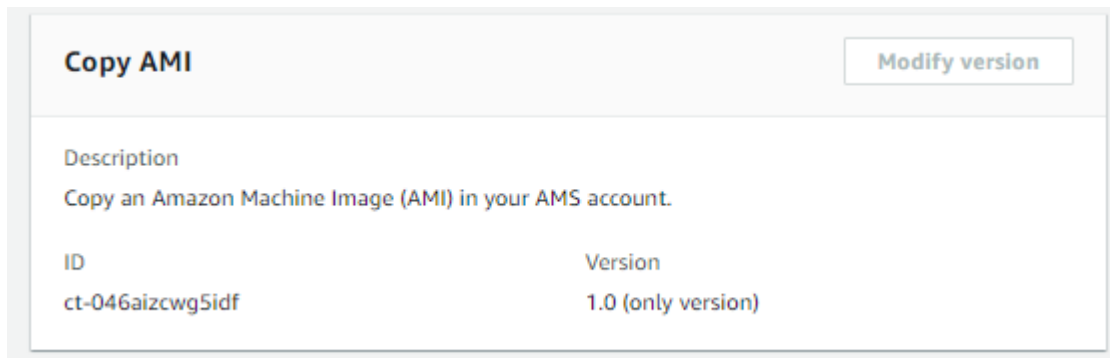 Copy AMI
Modify version
Description
Copy an Amazon Machine Image (AMI) in your AMS account.
ID
Version
ct-046aizcwg5idf
1.0 (only version)